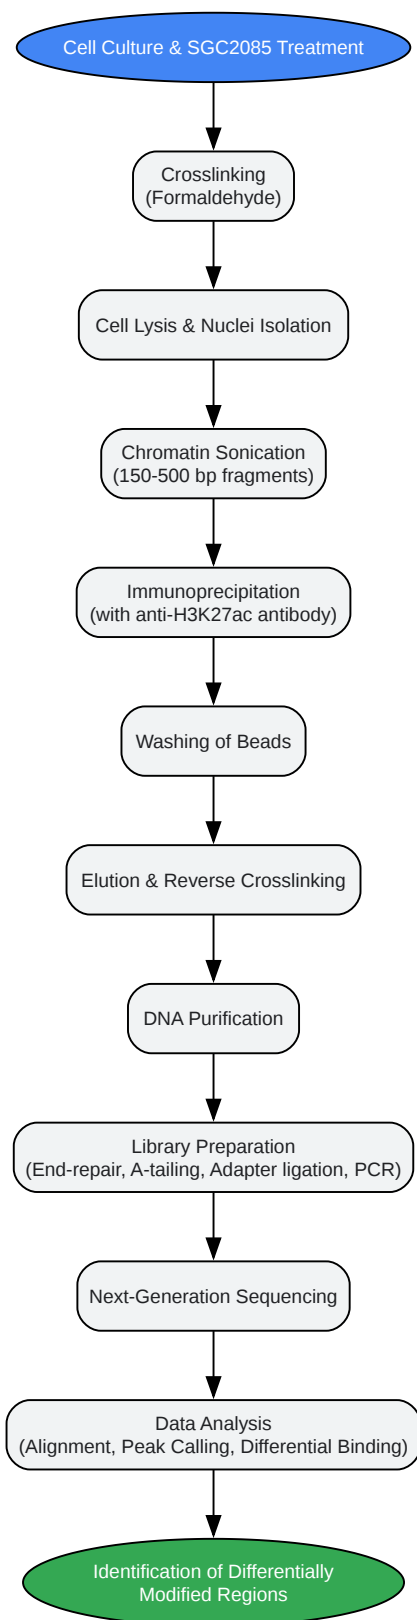 Cell Culture & SGC2085 Treatment
Crosslinking
(Formaldehyde)
Cell Lysis & Nuclei Isolation
Chromatin Sonication
(150-500 bp fragments)
Immunoprecipitation
(with anti-H3K27ac antibody)
Washing of Beads
Elution & Reverse Crosslinking
DNA Purification
Library Preparation
(End-repair, A-tailing, Adapter ligation, PCR)
Next-Generation Sequencing
Data Analysis
(Alignment, Peak Calling, Differential Binding)
Identification of Differentially
Modified Regions